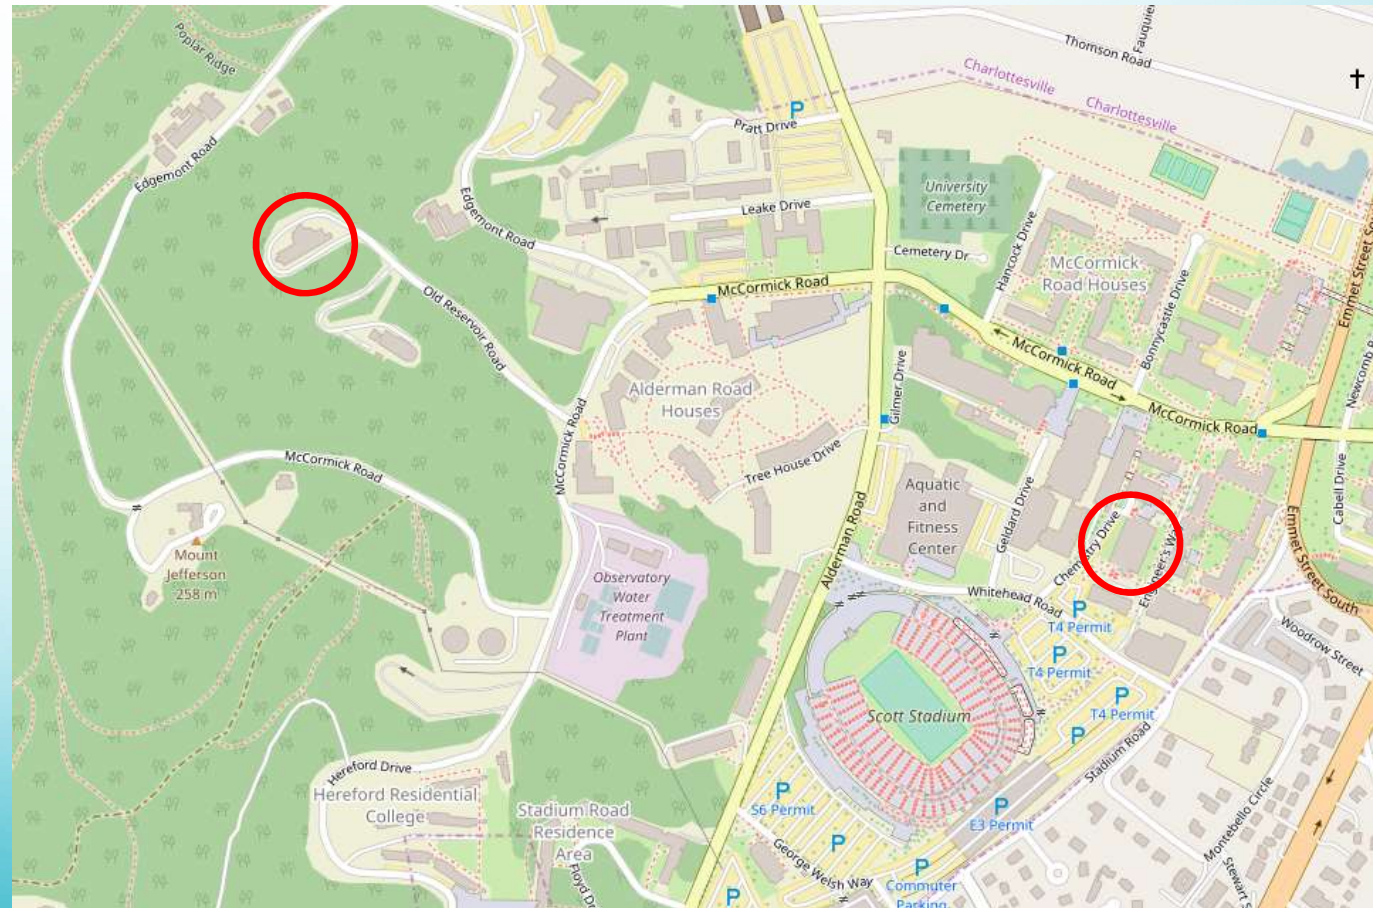 Poplar Ridge
Thomson Road
Fauquier
Charlottesville
Charlottesville
P
Pratt Drive
Edgemont Road
University
Cemetery
Leake Drive
Edgemont Road
Hancock Drive
Cemetery Dr
McCormick
Road Houses
Emmet Street So
McCormick Road
Old Reservoir Road
Bonnycastle Drive
McCormick Road
Newcomb R
Gilmer Drive
Alderman Road
Houses
McCormick Road
McCormick Road
McCormick Road
Tree House Drive
Cabell Drive
Aquatic
and
Fitness
Center
Geldard Drive
Alderman Road
Chemistry Drive
Engineer's W
Emmet Street South
Mount
Jefferson
258 m
Observatory
Water
Treatment
Plant
Whitehead Road
P
T4 Permit
Woodrow Street
P
T4 Permit
P
T4 Permit
Scott Stadium
P
Stadium Road
Hereford Drive
Hereford Residential
College
P
S6 Permit
P
E3 Permit
Stadium Road
Residence
Area
Montebello Circle
P
George Welsh Way
Floyd Dr
P
Commuter
Parking
P
Stewart S